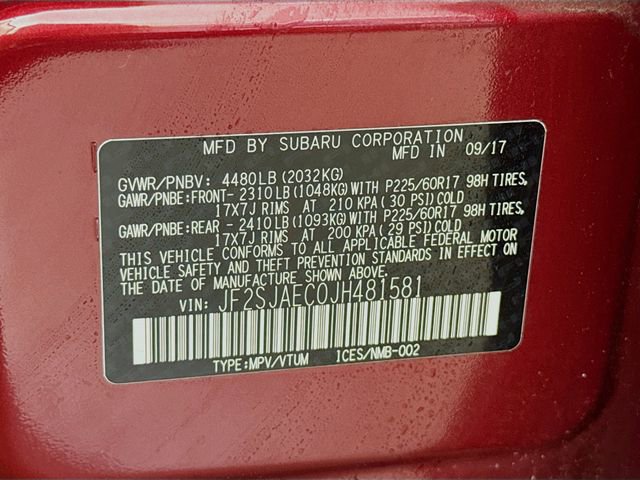 MFD BY SUBARU CORPORATION
MFD IN 09/17
GVWR/PNBV: 4480LB(2032KG)
GAWR/PNBE:FRONT-2310LB(1048KG)WITH P225/60R17 98H TIRES,
17X7J RIMS AT 210 KPA(30 PSI)COLD
GAWR/PNBE:REAR -2410LB(1093KG)WITH P225/60R17 98H TIRES,
17X7J RIMS AT 200 KPA(29 PSI)COLD
THIS VEHICLE CONFORMS TO ALL APPLICABLE FEDERAL MOTOR
VEHICLE SAFETY AND THEFT PREVENTION STANDARDS IN EFFECT ON
THE DATE OF MANUFACTURE SHOWN ABOVE.
VIN: JF2SJAEC0JH481581
TYPE:MPV/VTUM ICES/NMB-002